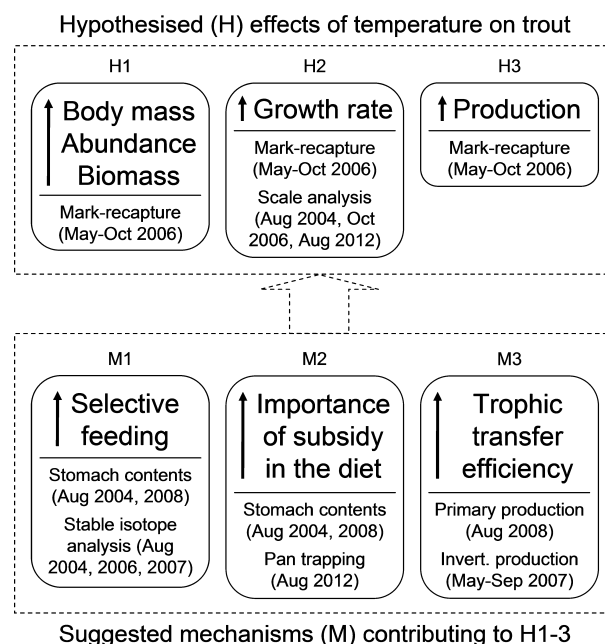 Hypothesised (H) effects of temperature on trout
H1
Body mass
Abundance
Biomass
Mark-recapture
(May-Oct 2006)
H2
Growth rate
Mark-recapture
(May-Oct 2006)
Scale analysis
(Aug 2004, Oct
2006, Aug 2012)
H3
Production
Mark-recapture
(May-Oct 2006)
M1
Selective
feeding
Stomach contents
(Aug 2004, 2008)
Stable isotope
analysis (Aug
2004, 2006, 2007)
M2
Importance
of subsidy
in the diet
Stomach contents
(Aug 2004, 2008)
Pan trapping
(Aug 2012)
M3
Trophic
transfer
efficiency
Primary production
(Aug 2008)
Invert. production
(May-Sep 2007)
Suggested mechanisms (M) contributing to H1-3